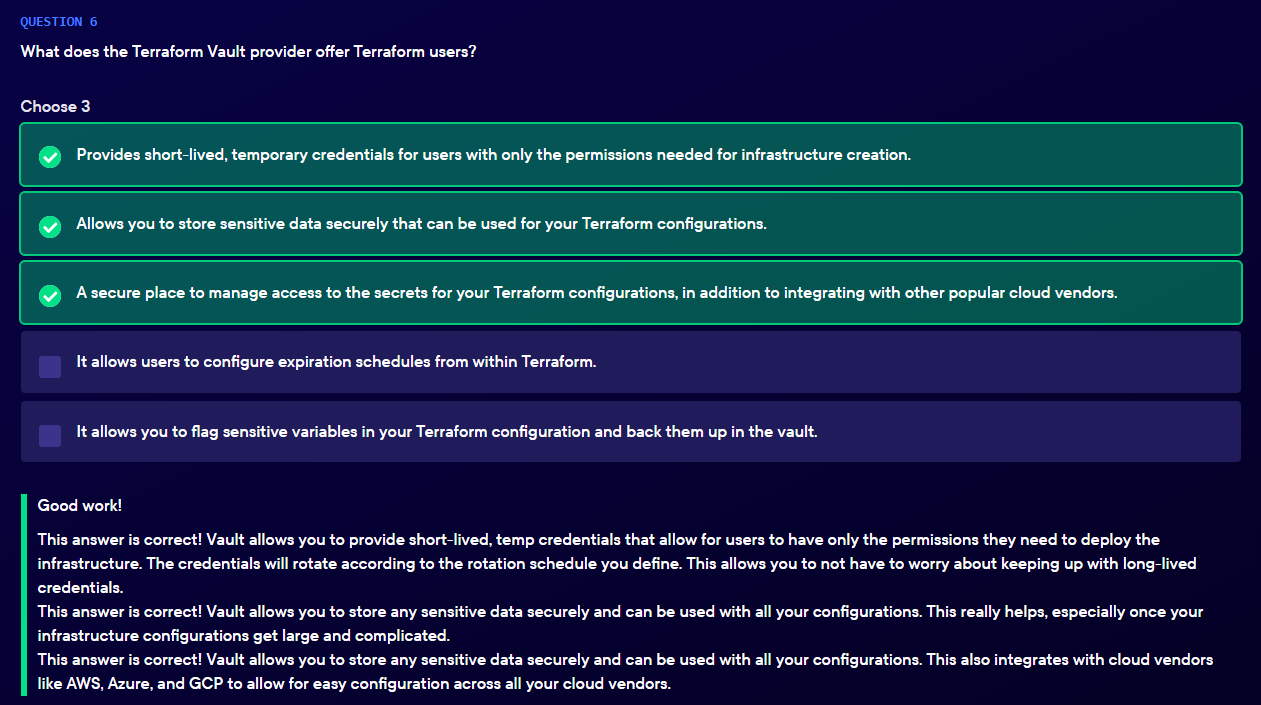 QUESTION 6
What does the Terraform Vault provider offer Terraform users?
Choose 3
Provides short-lived, temporary credentials for users with only the permissions needed for infrastructure creation.
Allows you to store sensitive data securely that can be used for your Terraform configurations.
A secure place to manage access to the secrets for your Terraform configurations, in addition to integrating with other popular cloud vendors.
It allows users to configure expiration schedules from within Terraform.
It allows you to flag sensitive variables in your Terraform configuration and back them up in the vault.
Good work!
This answer is correct! Vault allows you to provide short-lived, temp credentials that allow for users to have only the permissions they need to deploy the
infrastructure. The credentials will rotate according to the rotation schedule you define. This allows you to not have to worry about keeping up with long-lived
credentials.
This answer is correct! Vault allows you to store any sensitive data securely and can be used with all your configurations. This really helps, especially once your
infrastructure configurations get large and complicated.
This answer is correct! Vault allows you to store any sensitive data securely and can be used with all your configurations. This also integrates with cloud vendors
like AWS, Azure, and GCP to allow for easy configuration across all your cloud vendors.